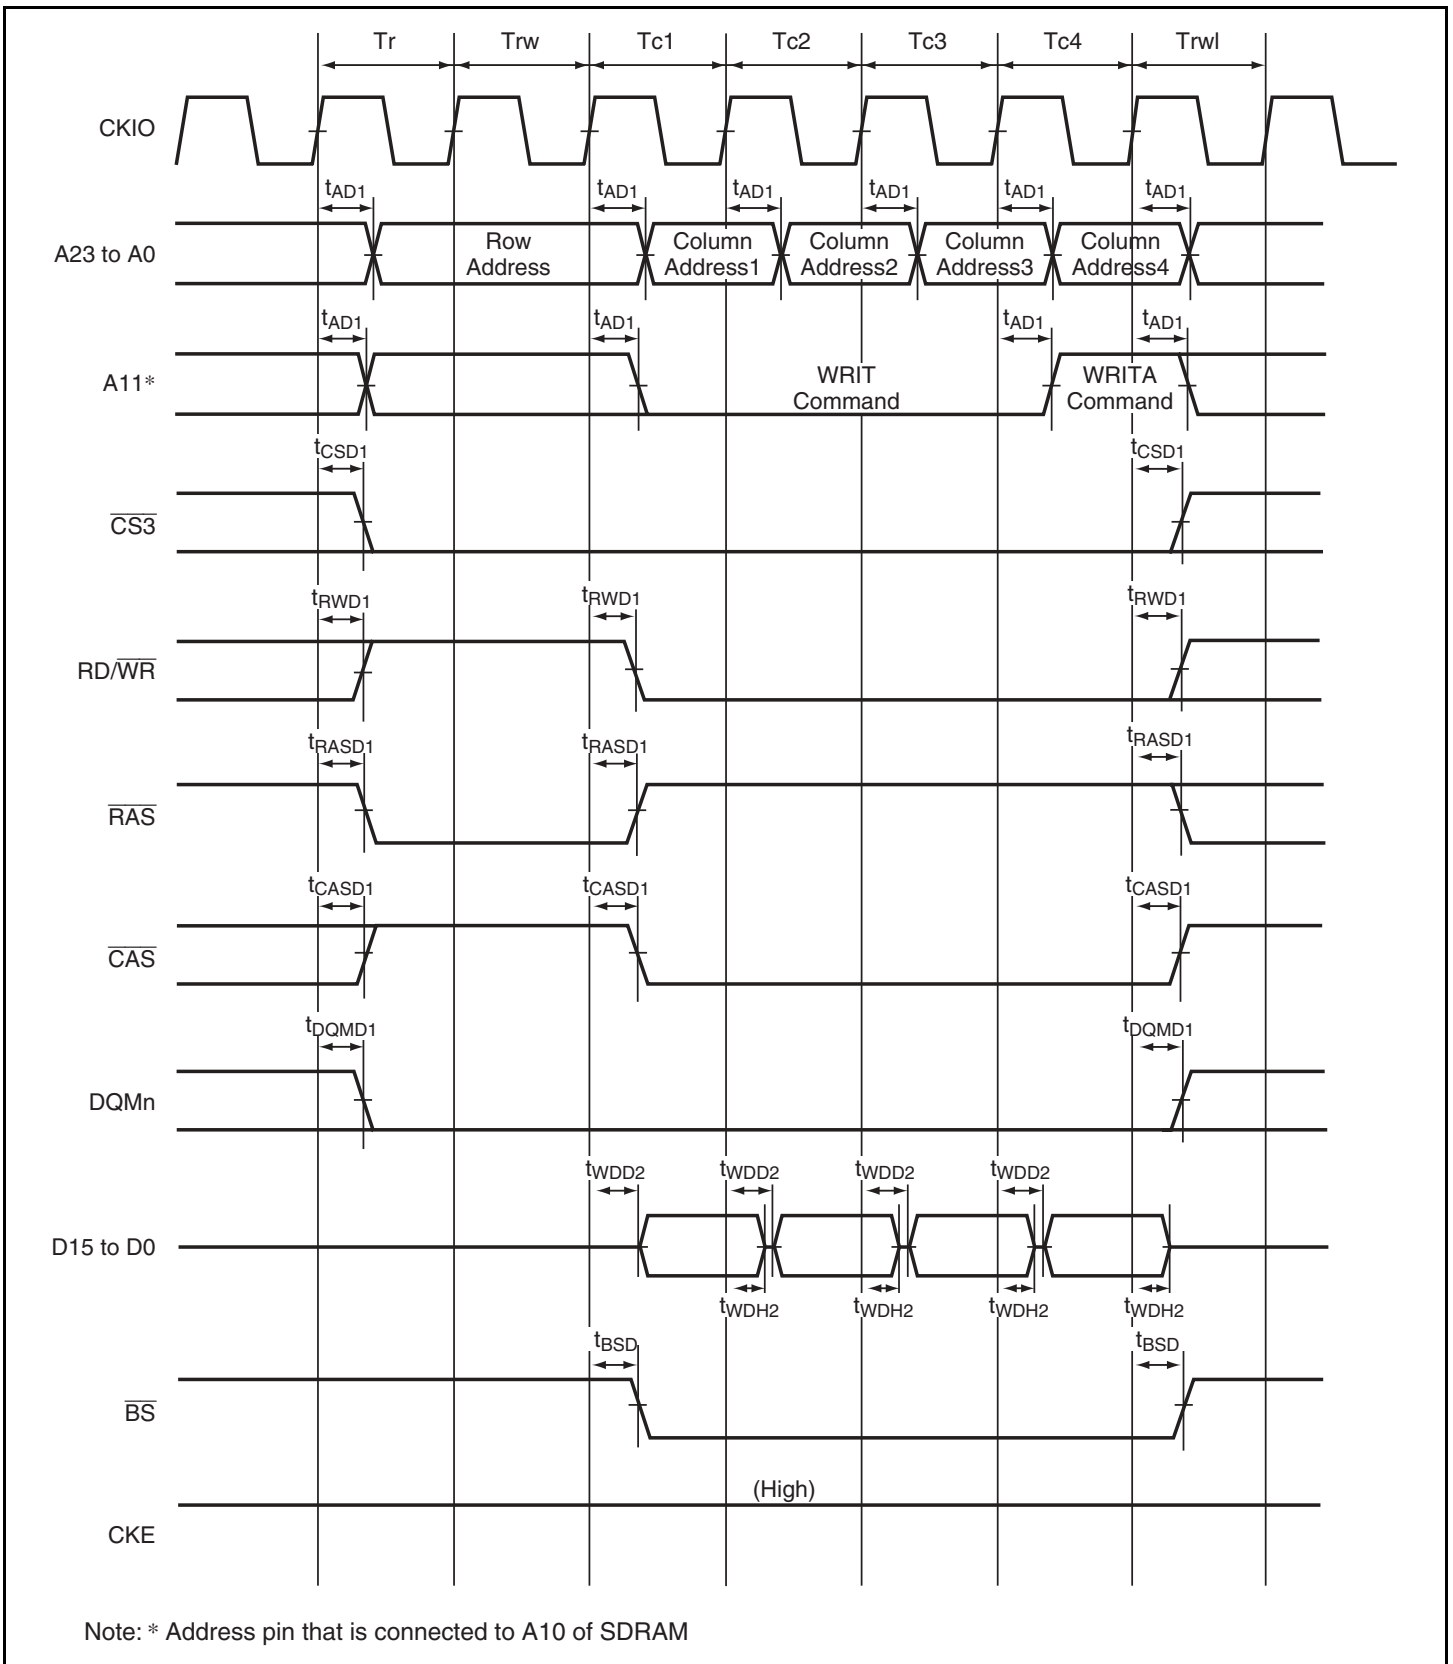 Tr Trw Tc1 Tc2 Tc3 Tc4 Trwl
CKIO
tAD1 tAD1 tAD1 tAD1 tAD1 tAD1
A23 to A0
Row Address
Column Address1
Column Address2
Column Address3
Column Address4
tAD1 tAD1 tAD1 tAD1
A11*
WRIT Command
WRITA Command
tCSD1 tCSD1
CS3
tRWD1 tRWD1 tRWD1
RD/WR
tRASD1 tRASD1 tRASD1
RAS
tCASD1 tCASD1 tCASD1
CAS
tDQMD1 tDQMD1
DQMn
tWDD2 tWDD2 tWDD2 tWDD2
D15 to D0
tWDH2 tWDH2 tWDH2 tWDH2
tBSD tBSD
BS
(High)
CKE
Note: * Address pin that is connected to A10 of SDRAM